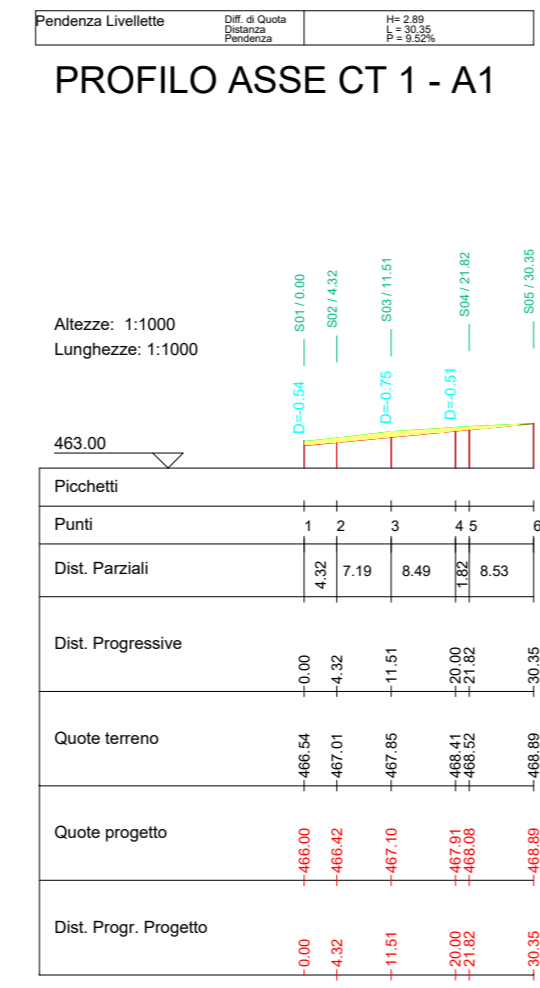 Pendenza Livellette
Diff. di Quota
Distanza
Pendenza
H= 2.89
L = 30.35
P = 9.52%
PROFILO ASSE CT 1 - A1
S01 / 0.00
S02 / 4.32
S03 / 11.51
S04 / 21.82
S05 / 30.35
Altezze: 1:1000
Lunghezze: 1:1000
D=-0.54
D=-0.75
D=-0.51
463.00
Picchetti
Punti 1 2 3 4 5 6
Dist. Parziali 4.32 7.19 8.49 1.82 8.53
Dist. Progressive 0.00 4.32 11.51 20.00 21.82 30.35
Quote terreno 466.54 467.01 467.85 468.41 468.52 468.89
Quote progetto 466.00 466.42 467.10 467.91 468.08 468.89
Dist. Progr. Progetto 0.00 4.32 11.51 20.00 21.82 30.35